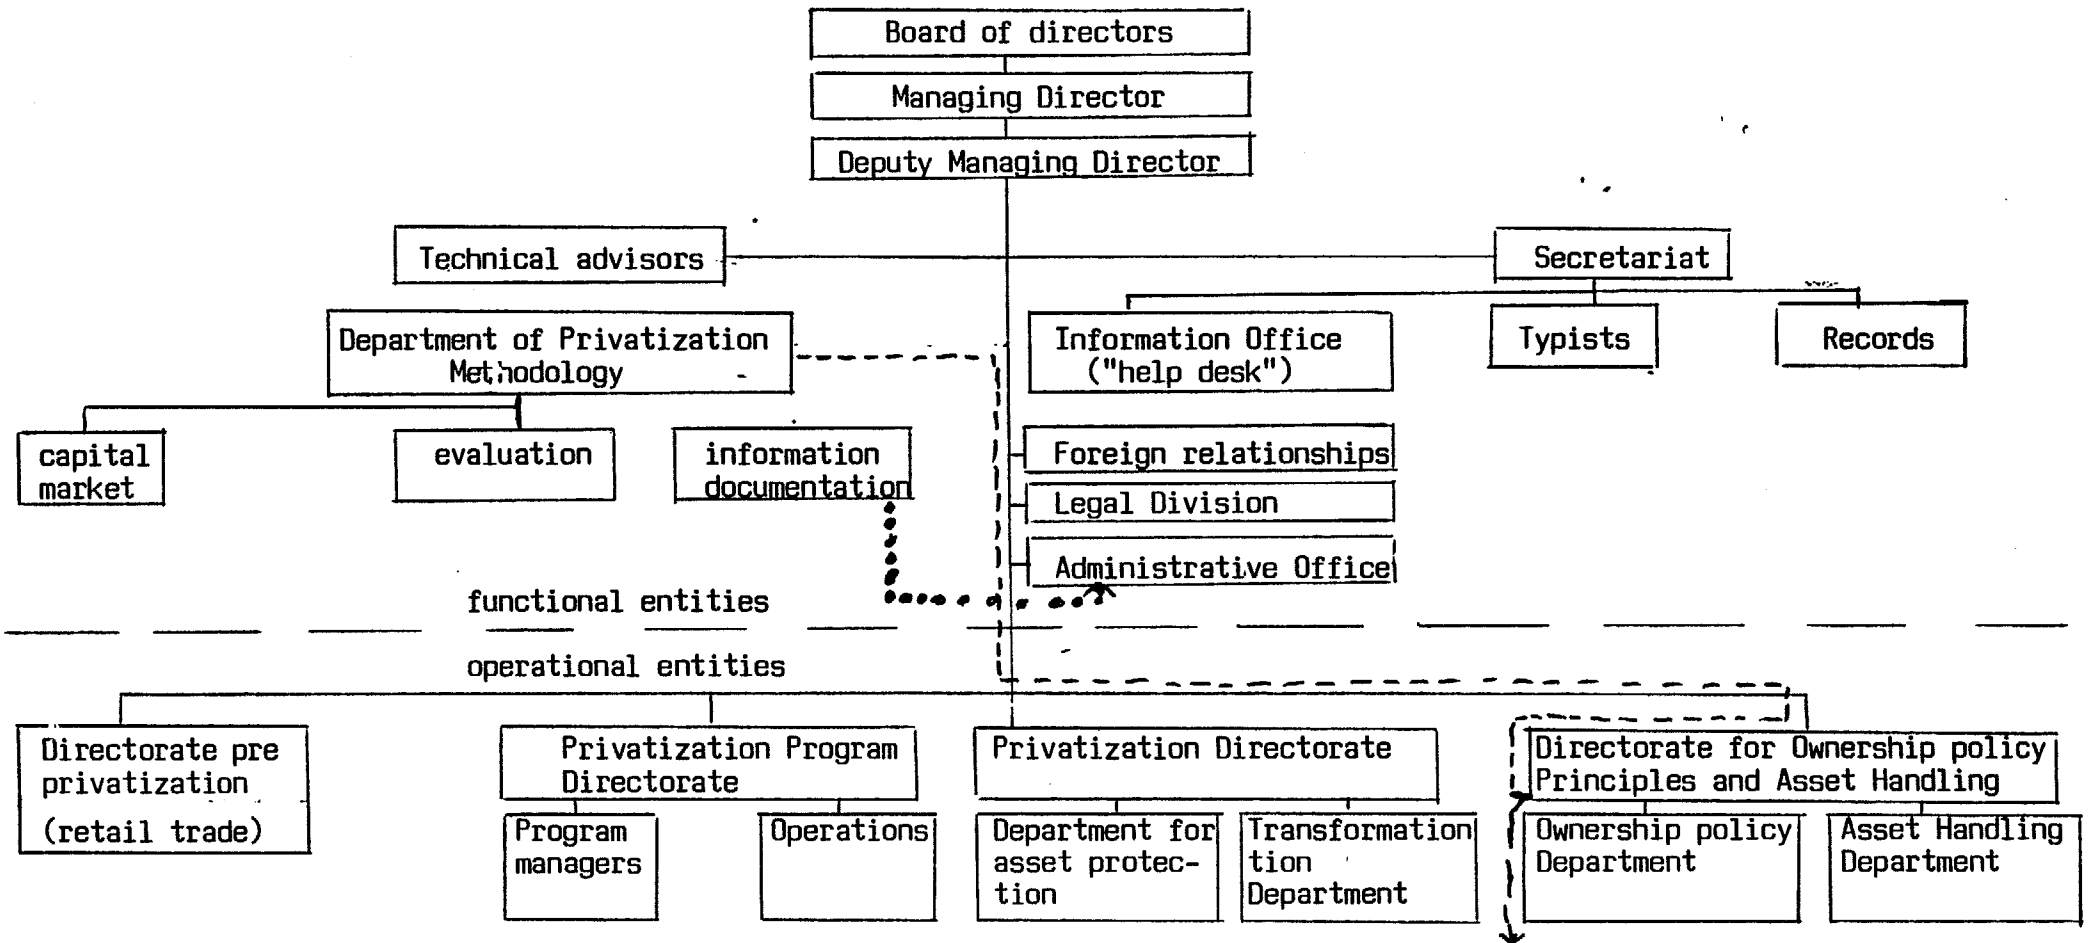 Board of directors
Managing Director
Deputy Managing Director
Technical advisors
Secretariat
Department of Privatization
Methodology
Information Office
("help desk")
Typists
Records
capital
market
evaluation
information
documentation
Foreign relationships
Legal Division
Administrative Office
functional entities
operational entities
Directorate pre
privatization
(retail trade)
Privatization Program
Directorate
Privatization Directorate
Directorate for Ownership policy
Principles and Asset Handling
Program
managers
Operations
Department for
asset protec-
tion
Transformation
tion
Department
Ownership policy
Department
Asset Handling
Department